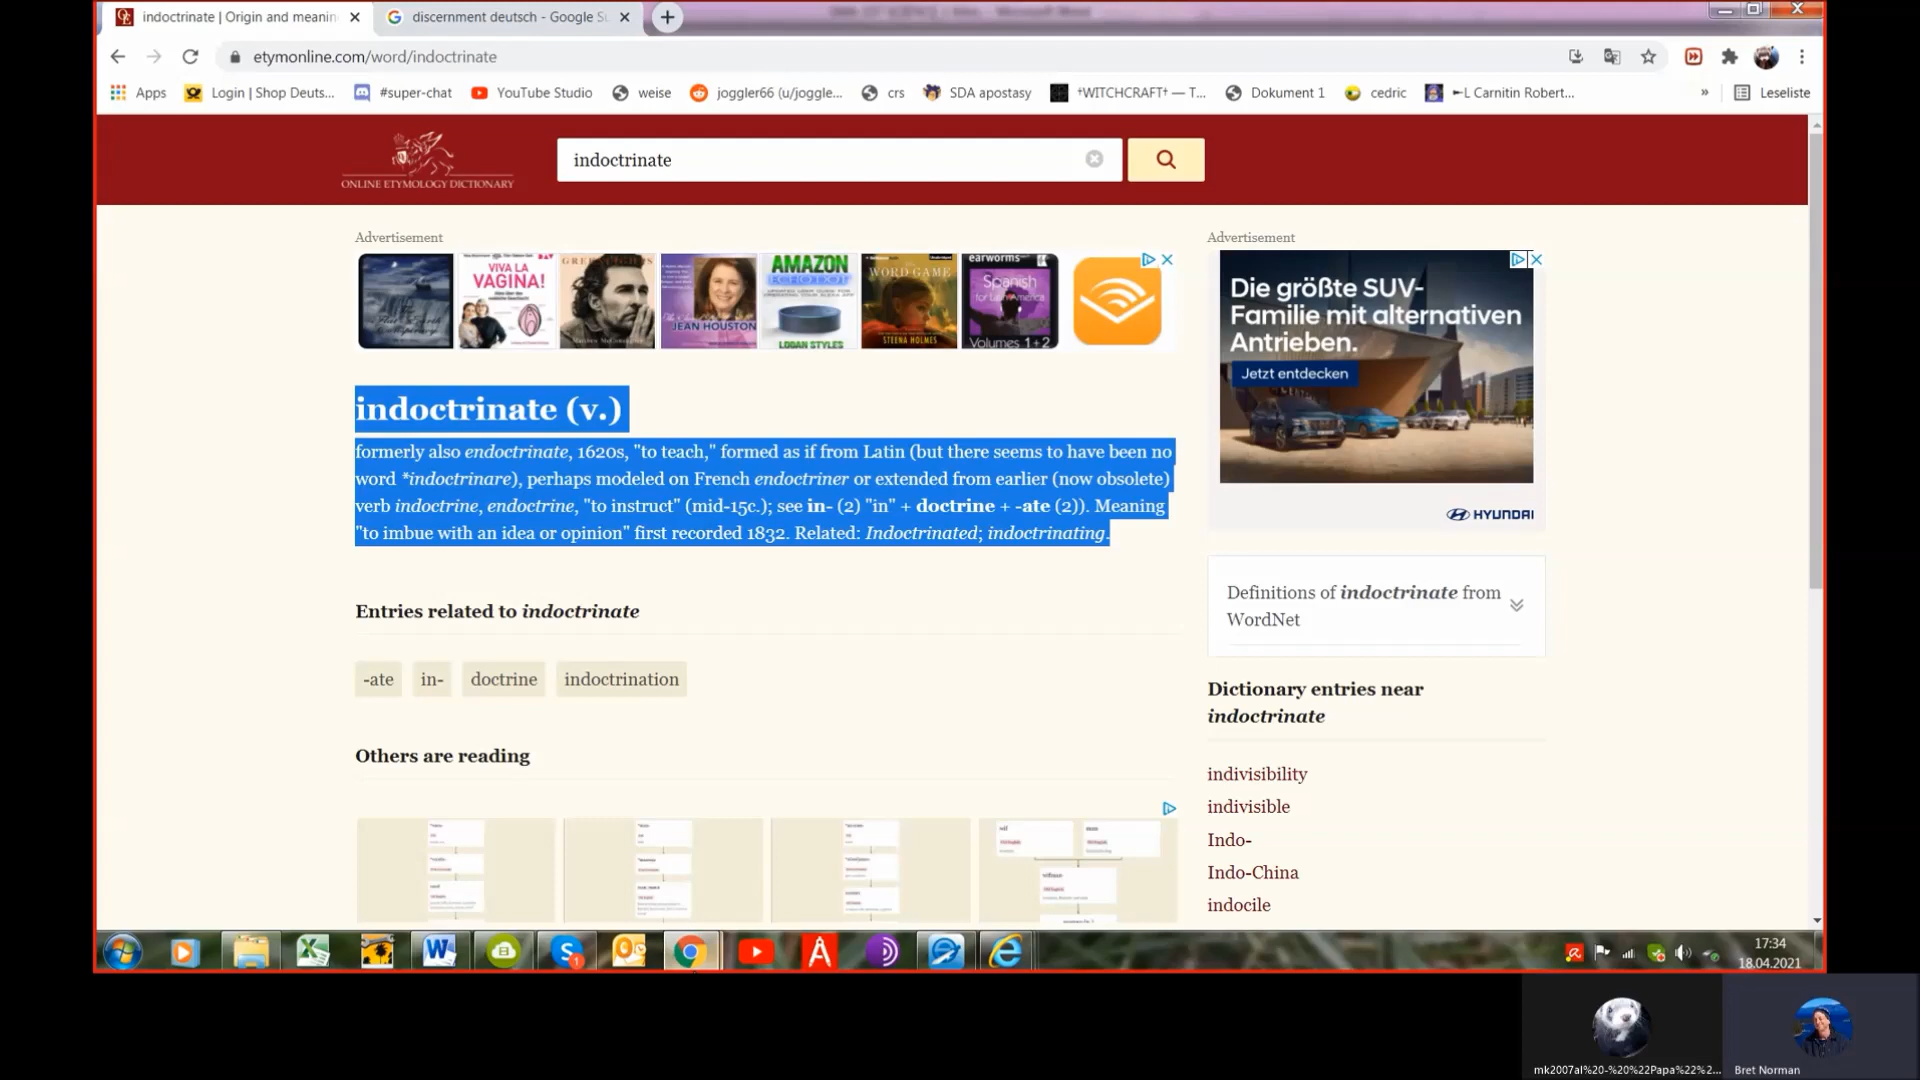 indoctrinate | Origin and meanin
discernment deutsch - Google S
etymonline.com/word/indoctrinate
Apps
Login | Shop Deuts...
#super-chat
YouTube Studio
weise
joggler66 (u/joggle...
crs
SDA apostasy
†WITCHCRAFT† — T...
Dokument 1
cedric
►L Carnitin Robert...
»
Leseliste
ONLINE ETYMOLOGY DICTIONARY
indoctrinate
Advertisement
Advertisement
VIVA LA
VAGINA!
JEAN HOUSTON
AMAZON
LOGAN STYLES
WORD GAME
STEENA HOLMES
earworms
Spanish
for Latin America
Volumes 1+2
Die größte SUV-
Familie mit alternativen
Antrieben.
Jetzt entdecken
HYUNDAI
indoctrinate (v.)
formerly also endoctrinate, 1620s, "to teach," formed as if from Latin (but there seems to have been no
word *indoctrinare), perhaps modeled on French endoctriner or extended from earlier (now obsolete)
verb indoctrine, endoctrine, "to instruct" (mid-15c.); see in- (2) "in" + doctrine + -ate (2)). Meaning
"to imbue with an idea or opinion" first recorded 1832. Related: Indoctrinated; indoctrinating.
Definitions of indoctrinate from
WordNet
Entries related to indoctrinate
-ate
in-
doctrine
indoctrination
Dictionary entries near
indoctrinate
Others are reading
indivisibility
indivisible
Indo-
Indo-China
indocile
17:34
18.04.2021
mk2007al%20-%20%22Papa%22%2...
Bret Norman